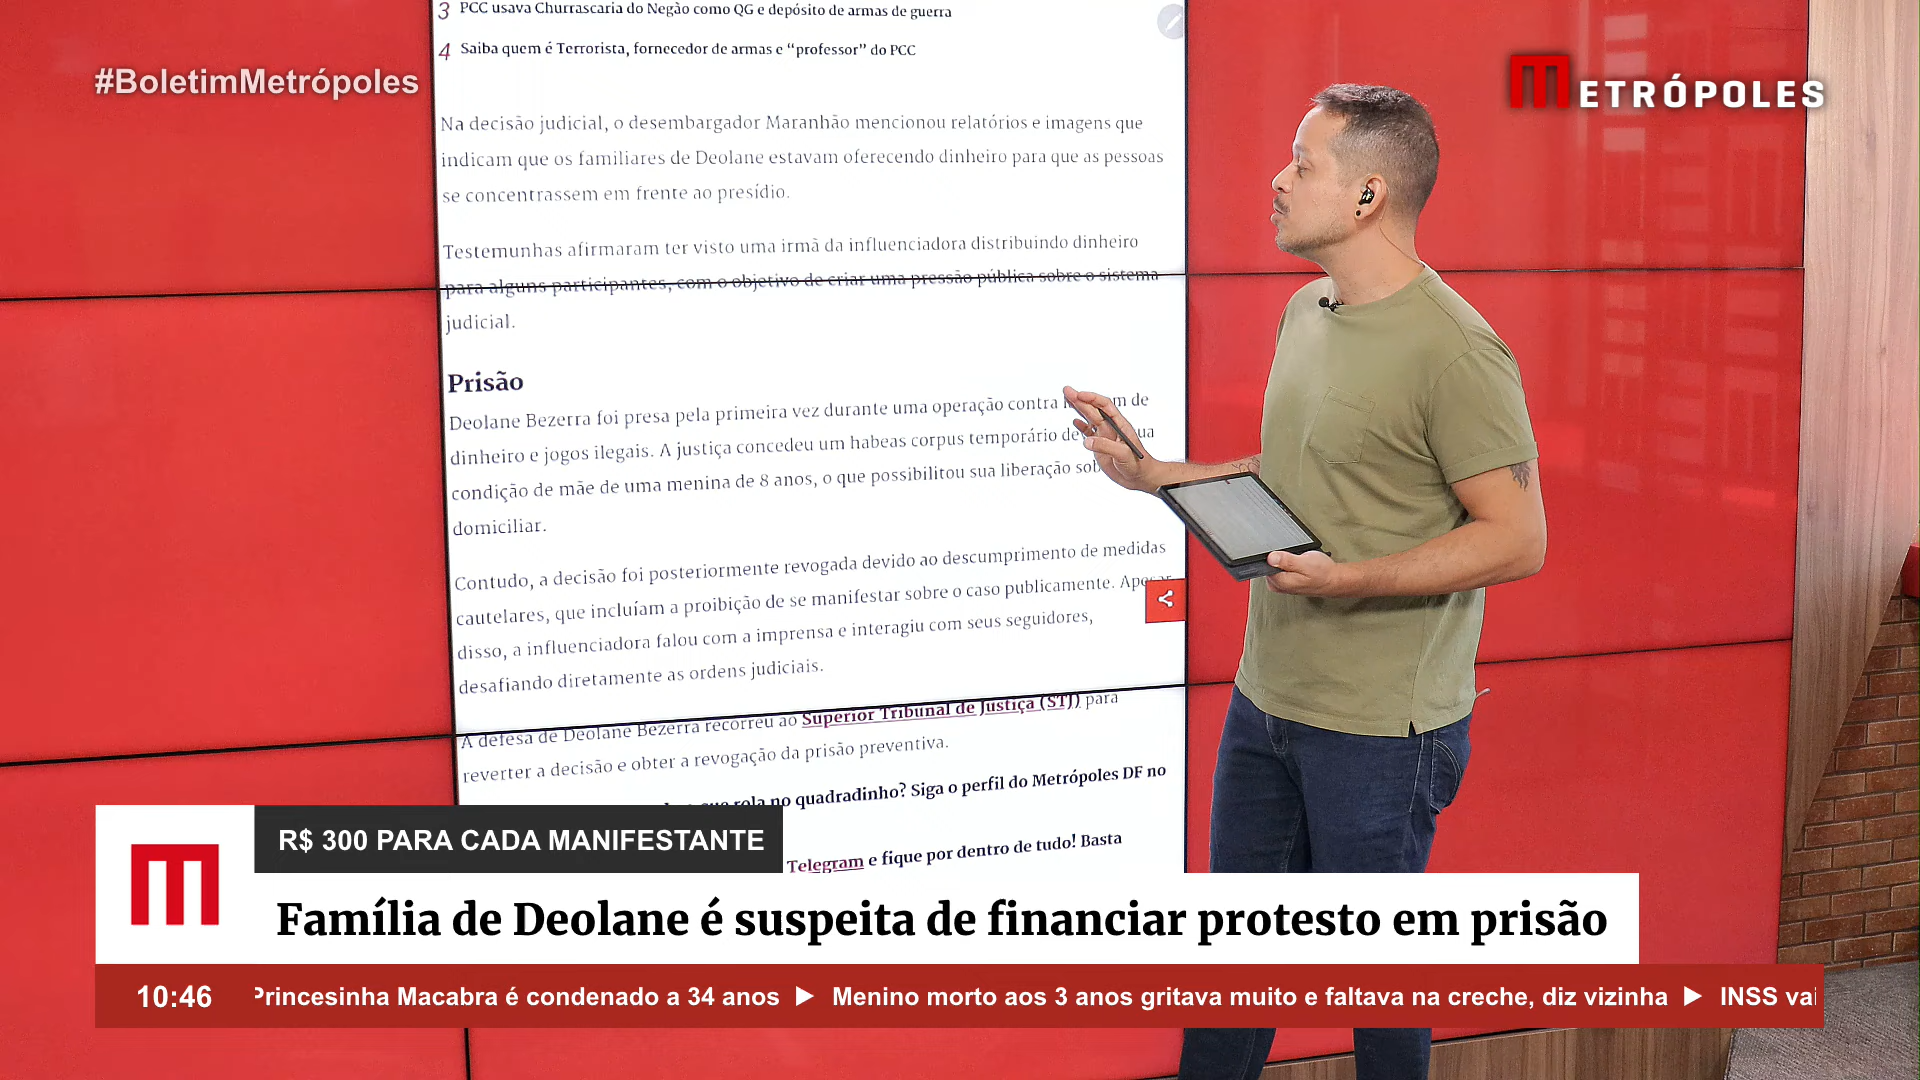 3 PCC usava Churrascaria do Negão como QG e depósito de armas de guerra
4 Saiba quem é Terrorista, fornecedor de armas e “professor” do PCC
#BoletimMetrópoles
METRÓPOLES
Na decisão judicial, o desembargador Maranhão mencionou relatórios e imagens que
indicam que os familiares de Deolane estavam oferecendo dinheiro para que as pessoas
se concentrassem em frente ao presídio.
Testemunhas afirmaram ter visto uma irmã da influenciadora distribuindo dinheiro
para alguns participantes, com o objetivo de criar uma pressão pública sobre o sistema
judicial.
Prisão
Deolane Bezerra foi presa pela primeira vez durante uma operação contra de
dinheiro e jogos ilegais. A justiça concedeu um habeas corpus temporário
condição de mãe de uma menina de 8 anos, o que possibilitou sua liberação
domiciliar.
Contudo, a decisão foi posteriormente revogada devido ao descumprimento de medidas
cautelares, que incluíam a proibição de se manifestar sobre o caso publicamente.
disso, a influenciadora falou com a imprensa e interagiu com seus seguidores,
desafiando diretamente as ordens judiciais.
A defesa de Deolane Bezerra recorreu ao Superior Tribunal de Justiça (STJ) para
reverter a decisão e obter a revogação da prisão preventiva.
rola no quadradinho? Siga o perfil do Metrópoles DF no
Telegram e fique por dentro de tudo! Basta
R$ 300 PARA CADA MANIFESTANTE
Família de Deolane é suspeita de financiar protesto em prisão
10:46 Princesinha Macabra é condenado a 34 anos ▶ Menino morto aos 3 anos gritava muito e faltava na creche, diz vizinha ▶ INSS vai